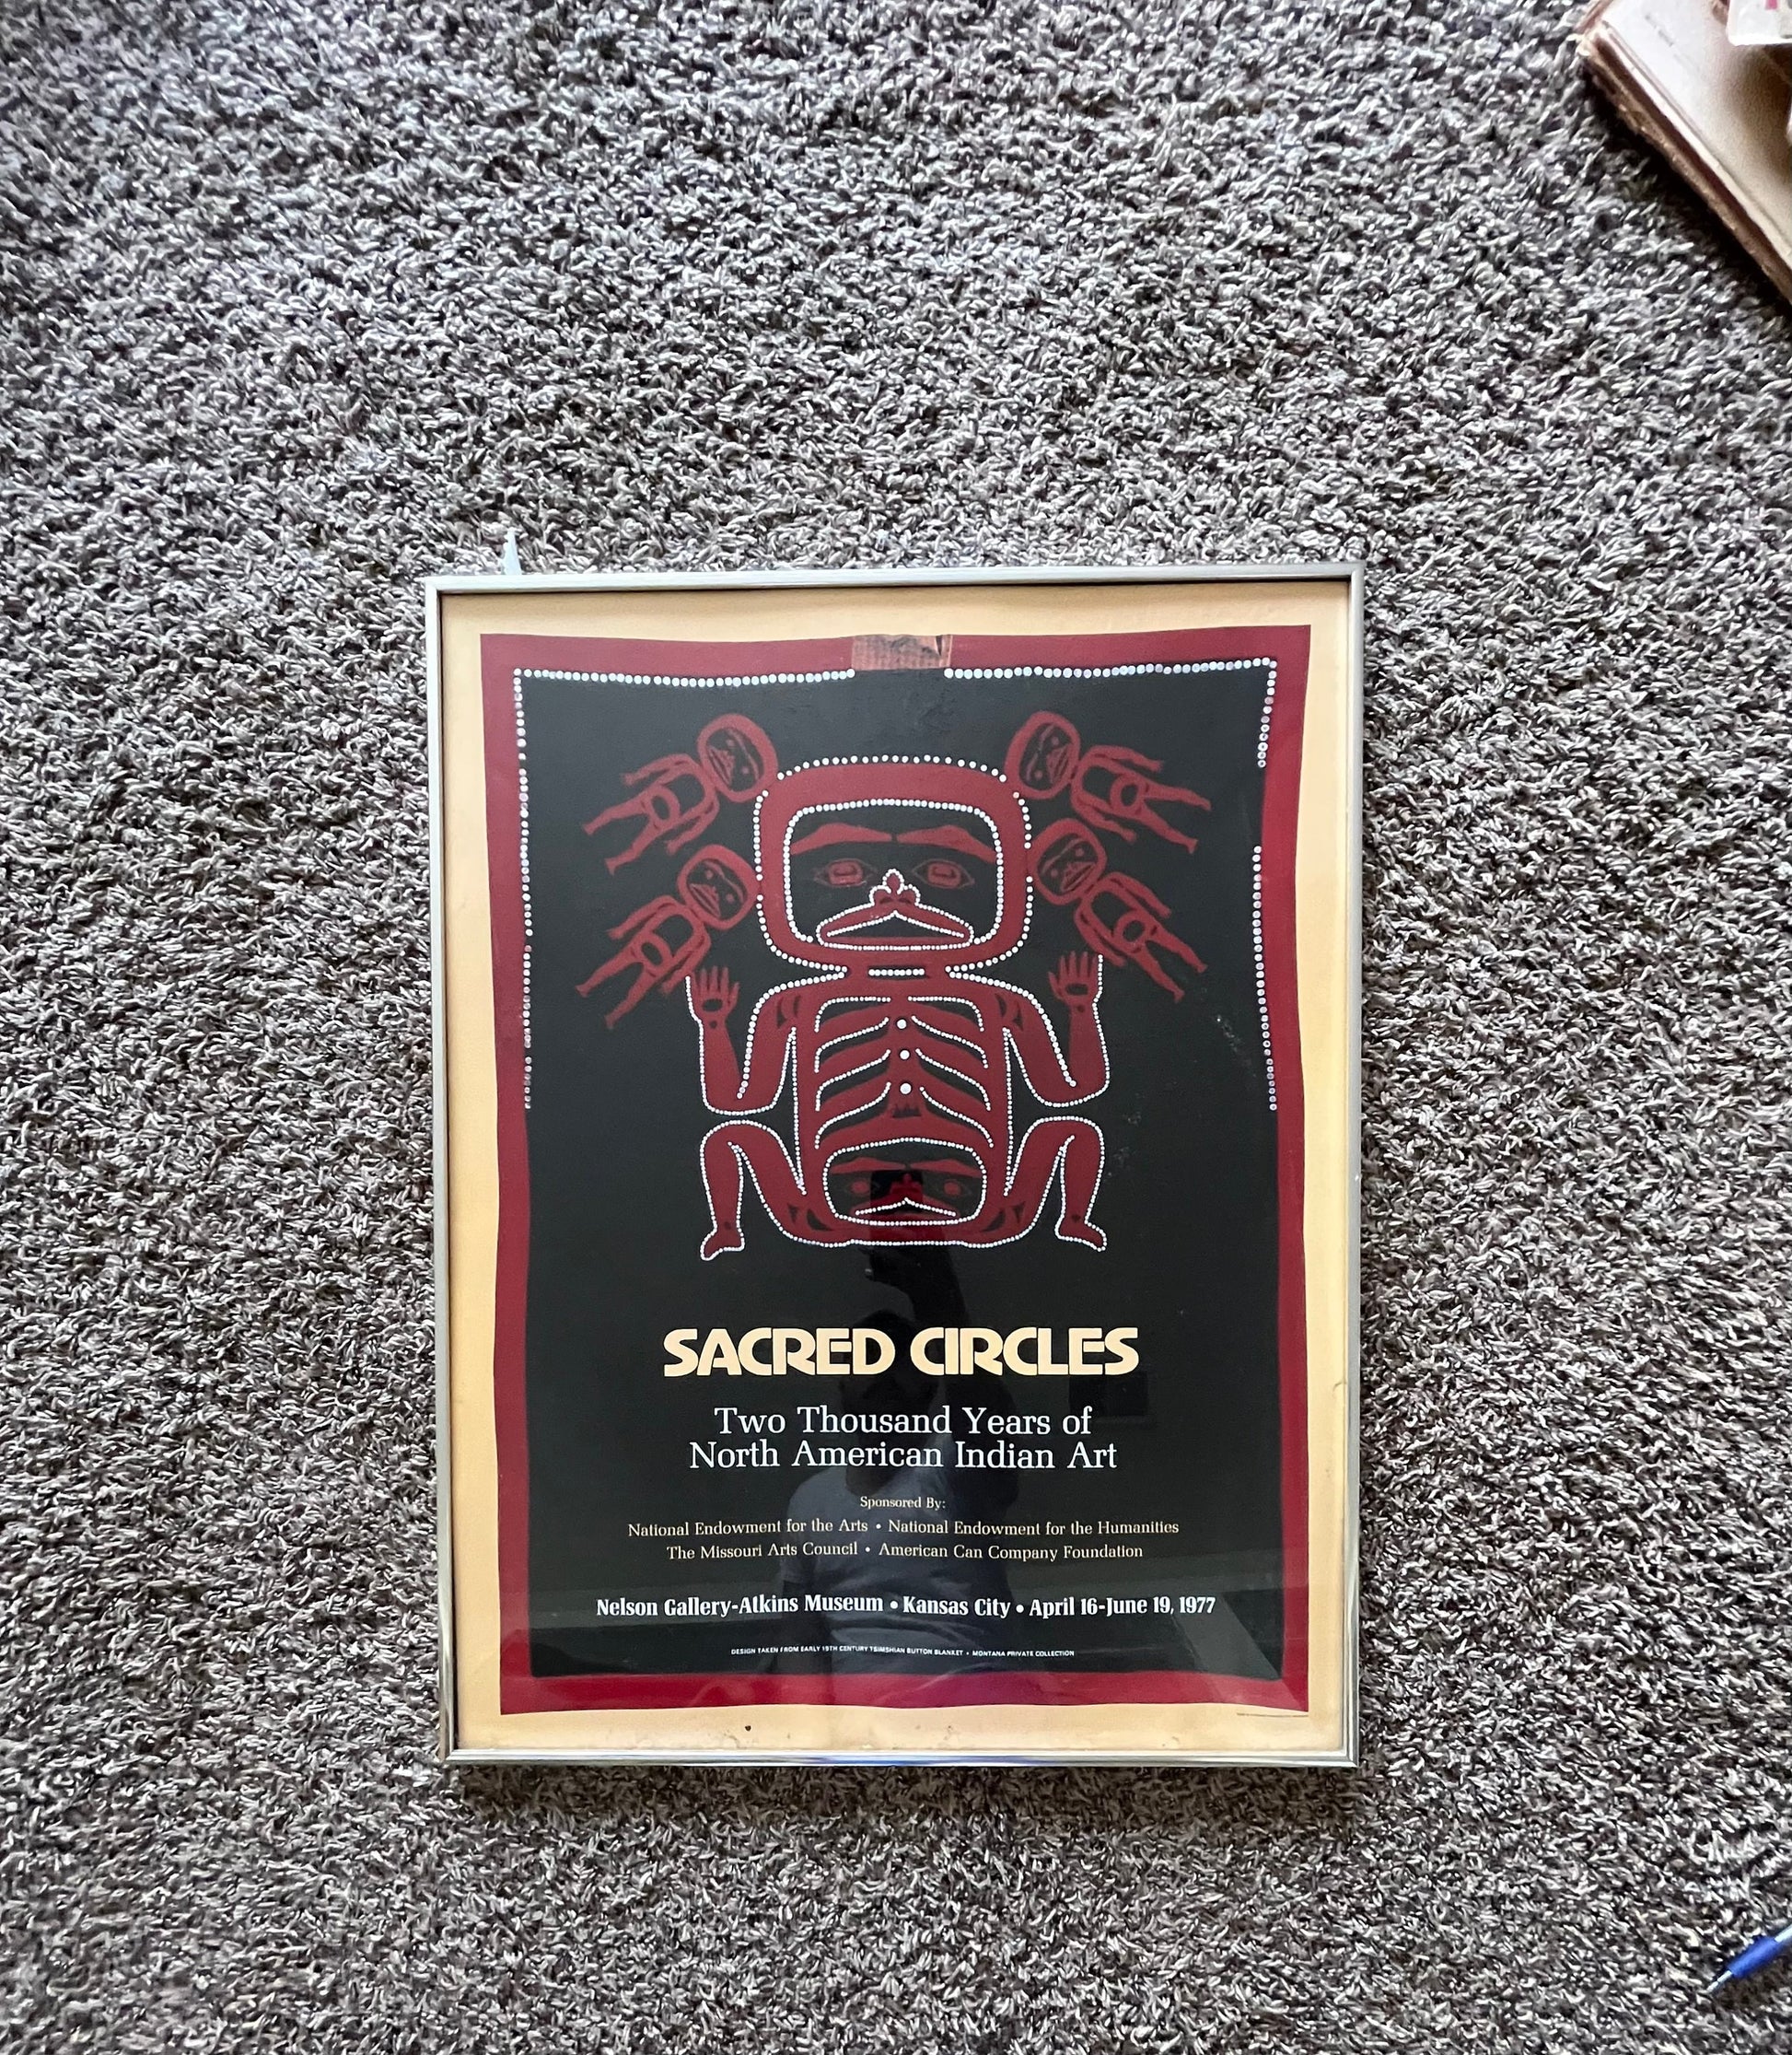 SACRED CIRCLES
Two Thousand Years of
North American Indian Art
Sponsored By:
National Endowment for the Arts • National Endowment for the Humanities
The Missouri Arts Council • American Can Company Foundation
Nelson Gallery-Atkins Museum • Kansas City • April 16-June 19, 1977
DESIGN TAKEN FROM EARLY 19TH CENTURY TSIMSHIAN BUTTON BLANKET • MONTANA PRIVATE COLLECTION